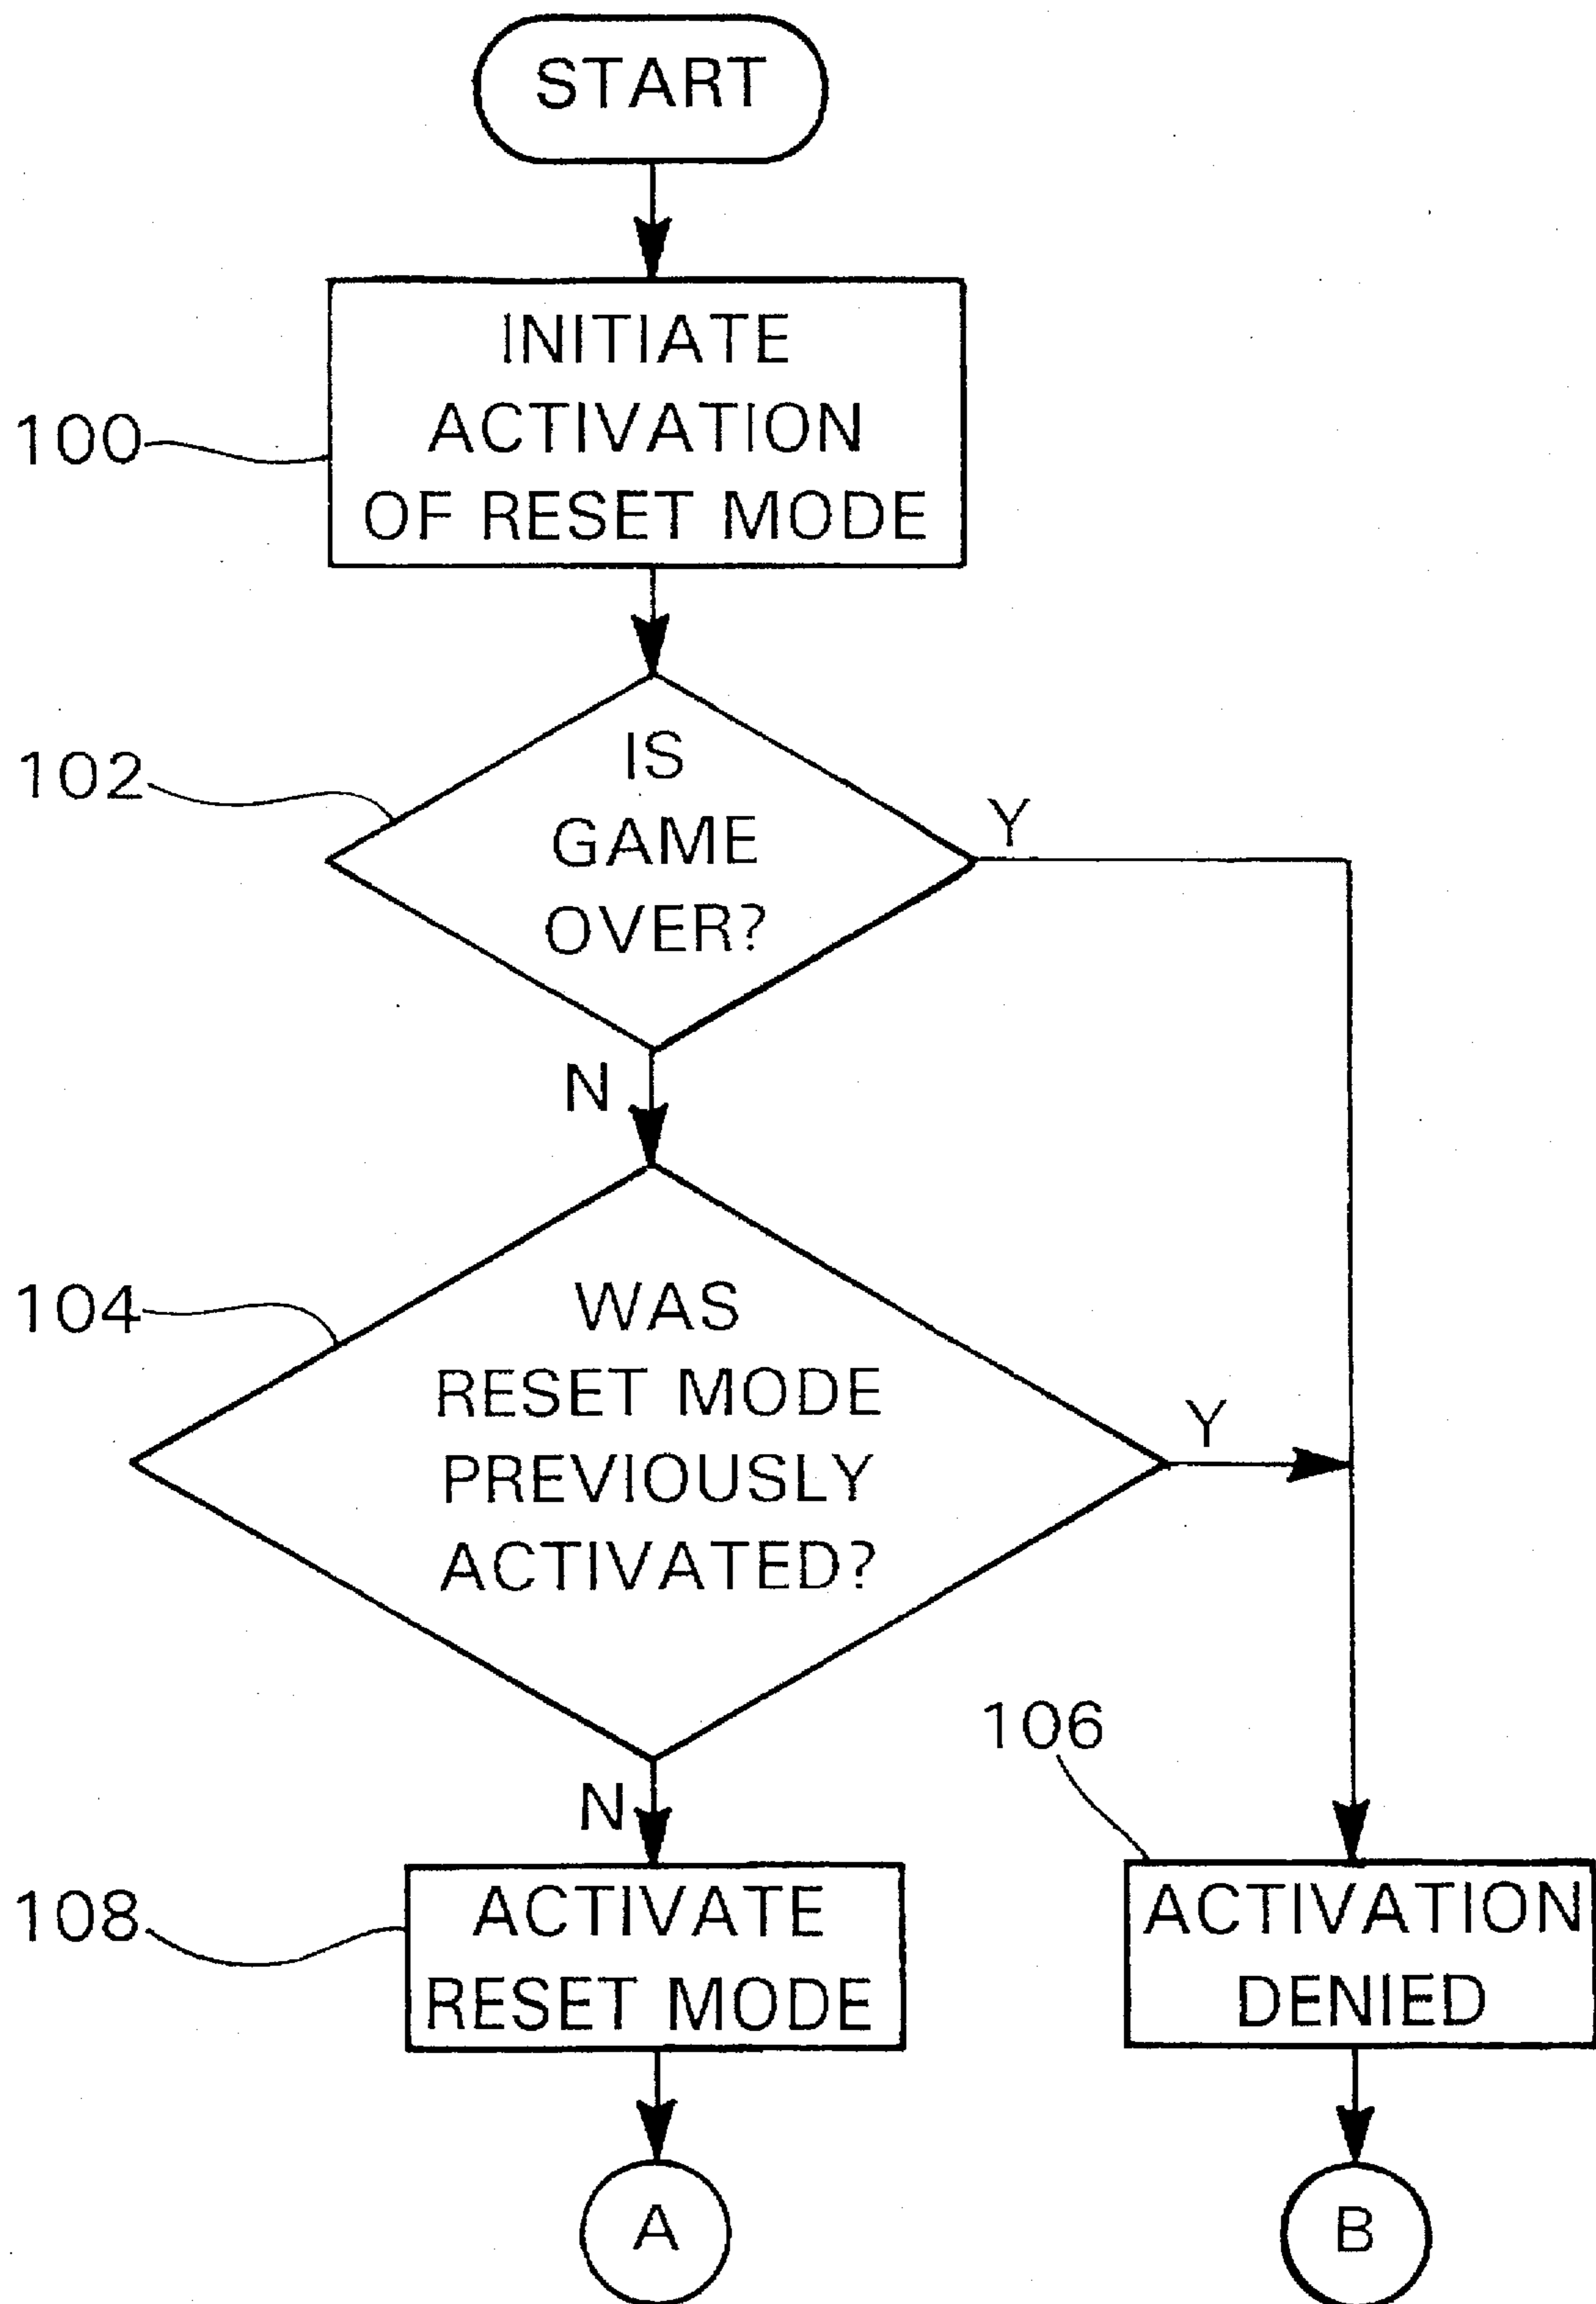 START
INITIATE
ACTIVATION
OF RESET MODE
100
IS
GAME
OVER?
102
Y
N
WAS
RESET MODE
PREVIOUSLY
ACTIVATED?
104
Y
N
106
ACTIVATE
RESET MODE
108
ACTIVATION
DENIED
A
B